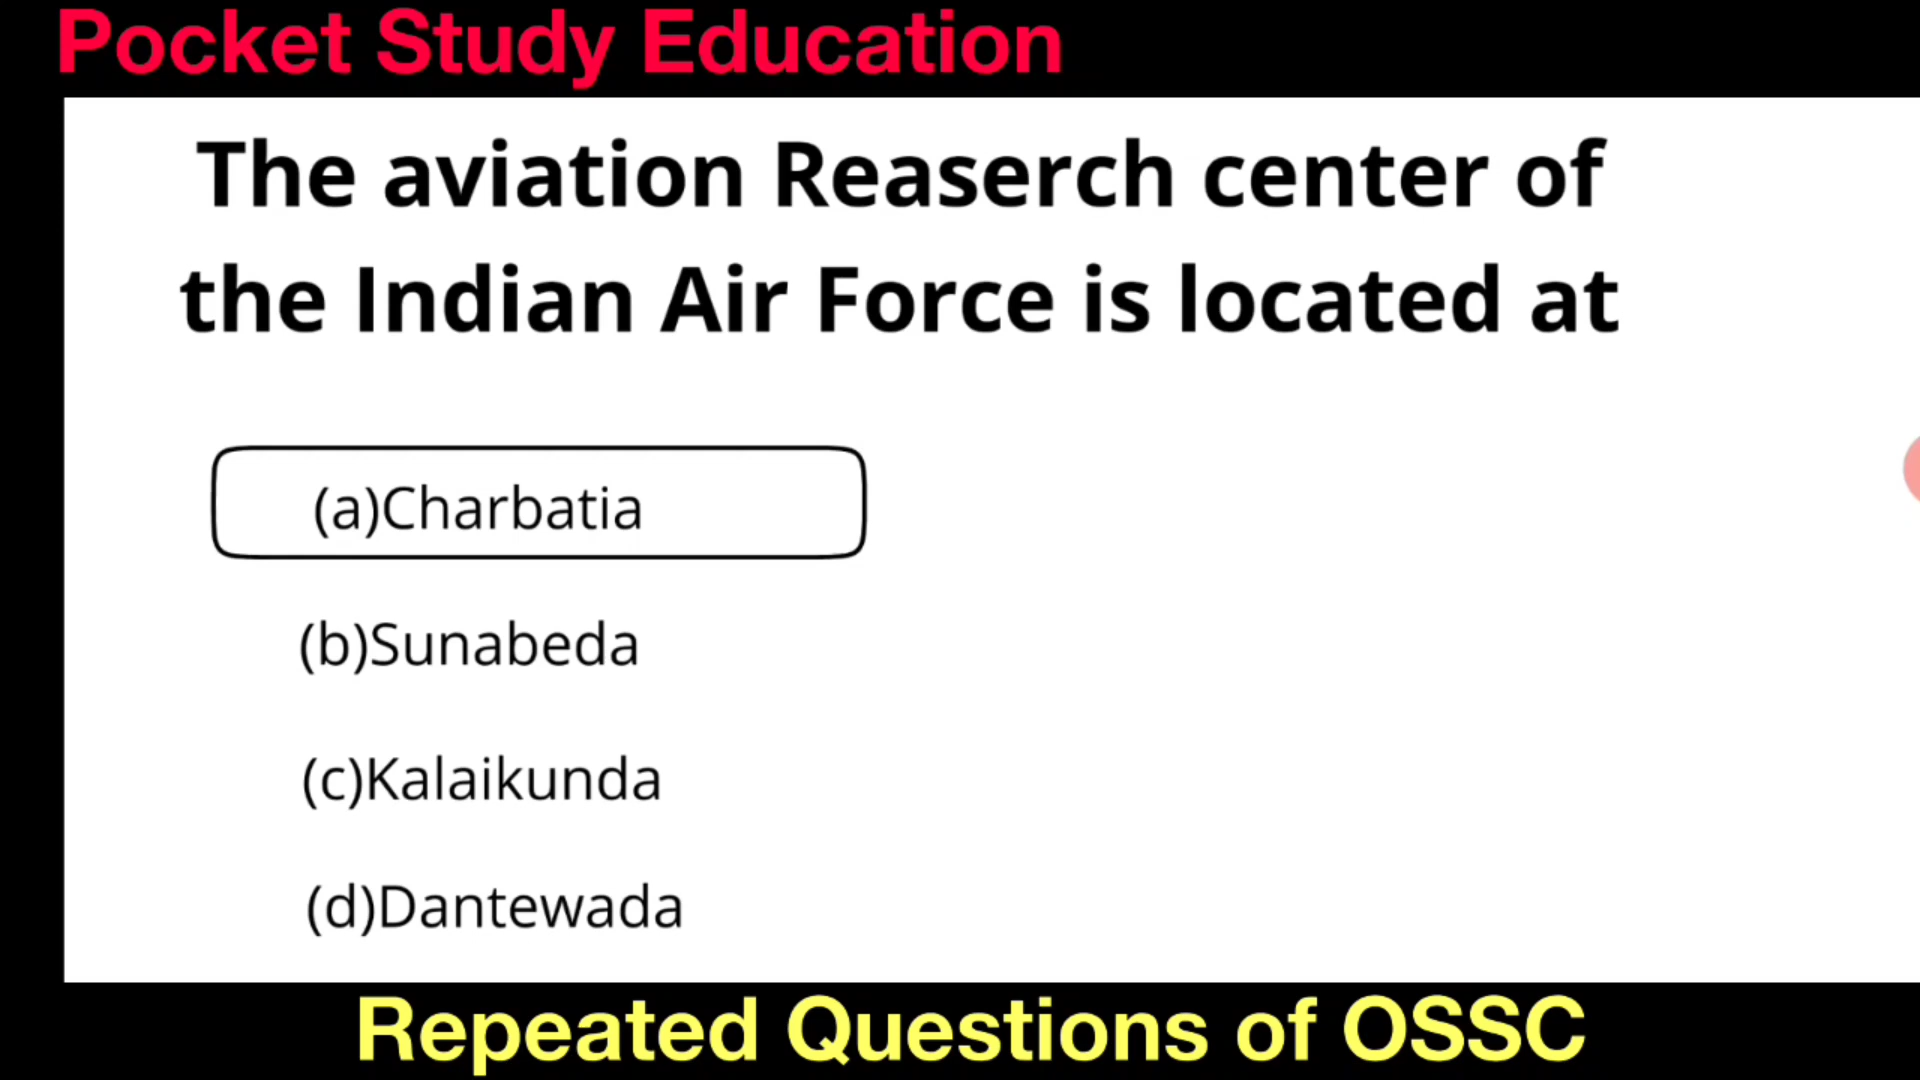 Pocket Study Education
The aviation Reaserch center of
the Indian Air Force is located at
(a)Charbatia
(b)Sunabeda
(c)Kalaikunda
(d)Dantewada
Repeated Questions of OSSC